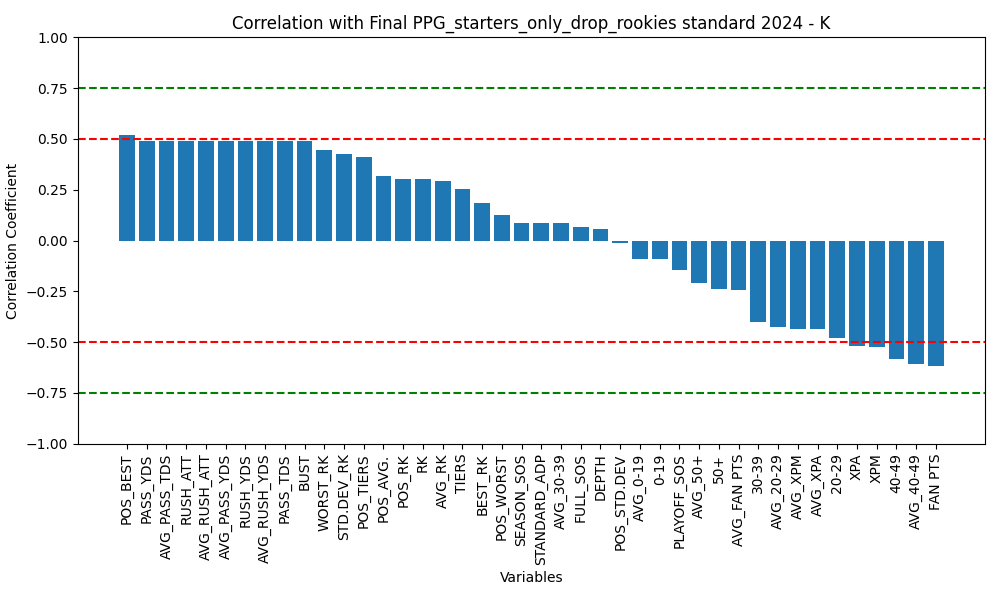 Correlation with Final PPG_starters_only_drop_rookies standard 2024 - K
1.00
0.75
0.50
0.25
0.00
−0.25
−0.50
−0.75
−1.00
Correlation Coefficient
POS_BEST
PASS_YDS
AVG_PASS_TDS
RUSH_ATT
AVG_RUSH_ATT
AVG_PASS_YDS
RUSH_YDS
AVG_RUSH_YDS
PASS_TDS
BUST
WORST_RK
STD.DEV_RK
POS_TIERS
POS_AVG.
POS_RK
RK
AVG_RK
TIERS
BEST_RK
POS_WORST
SEASON_SOS
STANDARD_ADP
AVG_30-39
FULL_SOS
DEPTH
POS_STD.DEV
AVG_0-19
0-19
PLAYOFF_SOS
AVG_50+
50+
AVG_FAN PTS
30-39
AVG_20-29
AVG_XPM
AVG_XPA
20-29
XPA
XPM
40-49
AVG_40-49
FAN PTS
Variables